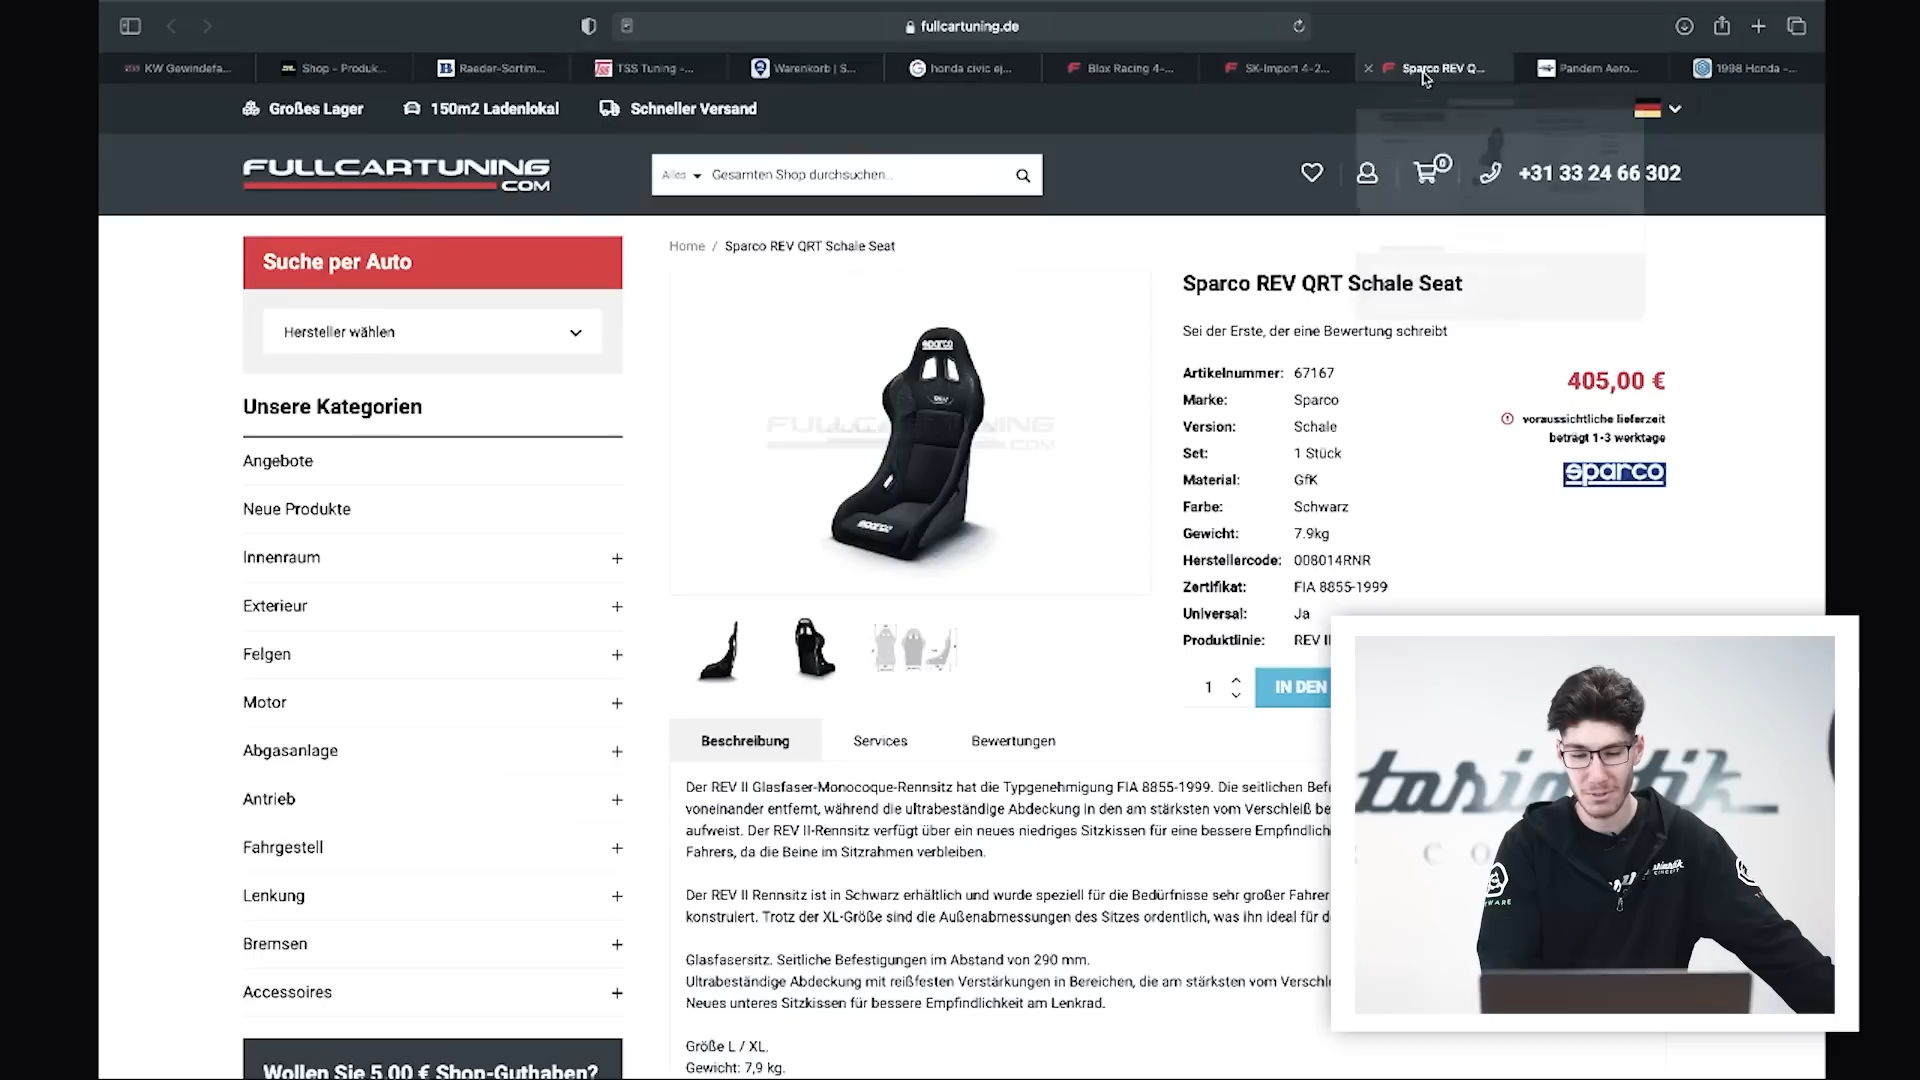 fullcartuning.de
KW Gewindefa...
Shop - Produk...
Raeder-Sortim...
TSS Tuning -...
Warenkorb | S...
honda civic ej...
Blox Racing 4-...
SK-Import 4-2...
Sparco REV Q...
Pandem Aero...
1998 Honda -...
Großes Lager
150m2 Ladenlokal
Schneller Versand
FULLCARTUNING
COM
Alles
Gesamten Shop durchsuchen...
0
+31 33 24 66 302
Suche per Auto
Hersteller wählen
Unsere Kategorien
Angebote
Neue Produkte
Innenraum
Exterieur
Felgen
Motor
Abgasanlage
Antrieb
Fahrgestell
Lenkung
Bremsen
Accessoires
Wollen Sie 5,00 € Shop-Guthaben?
Home / Sparco REV QRT Schale Seat
sparco
sparco
Sparco REV QRT Schale Seat
Sei der Erste, der eine Bewertung schreibt
Artikelnummer: 67167
Marke: Sparco
Version: Schale
Set: 1 Stück
Material: GfK
Farbe: Schwarz
Gewicht: 7.9kg
Herstellercode: 008014RNR
Zertifikat: FIA 8855-1999
Universal: Ja
Produktlinie: REV II
405,00 €
voraussichtliche lieferzeit
beträgt 1-3 werktage
sparco
1
IN DEN
Beschreibung
Services
Bewertungen
Der REV II Glasfaser-Monocoque-Rennsitz hat die Typgenehmigung FIA 8855-1999. Die seitlichen Befe
voneinander entfernt, während die ultrabeständige Abdeckung in den am stärksten vom Verschleiß be
aufweist. Der REV II-Rennsitz verfügt über ein neues niedriges Sitzkissen für eine bessere Empfindlich
Fahrers, da die Beine im Sitzrahmen verbleiben.
Der REV II Rennsitz ist in Schwarz erhältlich und wurde speziell für die Bedürfnisse sehr großer Fahrer
konstruiert. Trotz der XL-Größe sind die Außenabmessungen des Sitzes ordentlich, was ihn ideal für d
Glasfasersitz. Seitliche Befestigungen im Abstand von 290 mm.
Ultrabeständige Abdeckung mit reißfesten Verstärkungen in Bereichen, die am stärksten vom Verschle
Neues unteres Sitzkissen für bessere Empfindlichkeit am Lenkrad.
Größe L / XL.
Gewicht: 7,9 kg.